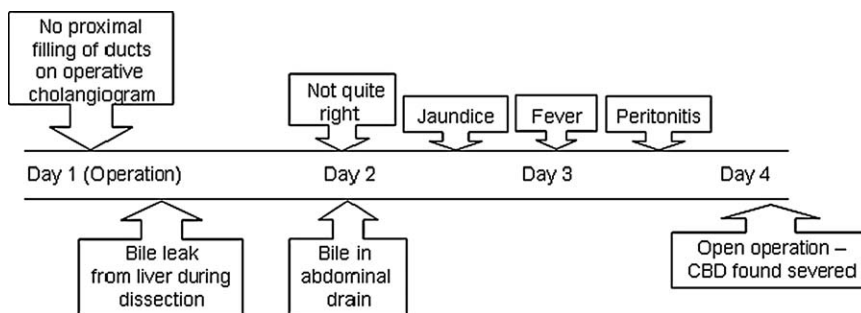 No proximal
filling of ducts
on operative
cholangiogram
Not quite
right
Jaundice
Fever
Peritonitis
Day 1 (Operation)
Day 2
Day 3
Day 4
Bile leak
from liver during
dissection
Bile in
abdominal
drain
Open operation –
CBD found severed